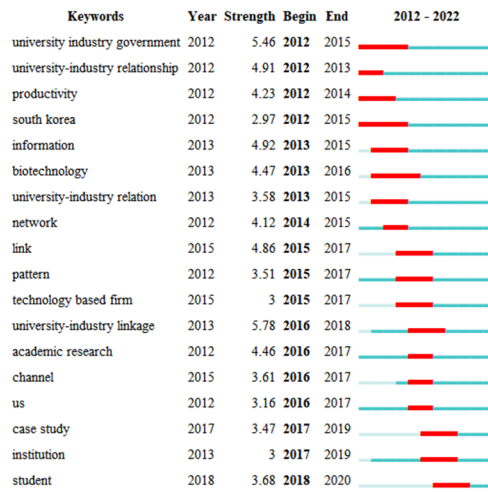 Keywords Year Strength Begin End 2012 - 2022
university industry government 2012 5.46 2012 2015
university-industry relationship 2012 4.91 2012 2013
productivity 2012 4.23 2012 2014
south korea 2012 2.97 2012 2015
information 2013 4.92 2013 2015
biotechnology 2013 4.47 2013 2016
university-industry relation 2013 3.58 2013 2015
network 2012 4.12 2014 2015
link 2015 4.86 2015 2017
pattern 2012 3.51 2015 2017
technology based firm 2015 3 2015 2017
university-industry linkage 2013 5.78 2016 2018
academic research 2012 4.46 2016 2017
channel 2015 3.61 2016 2017
us 2012 3.16 2016 2017
case study 2017 3.47 2017 2019
institution 2013 3 2017 2019
student 2018 3.68 2018 2020